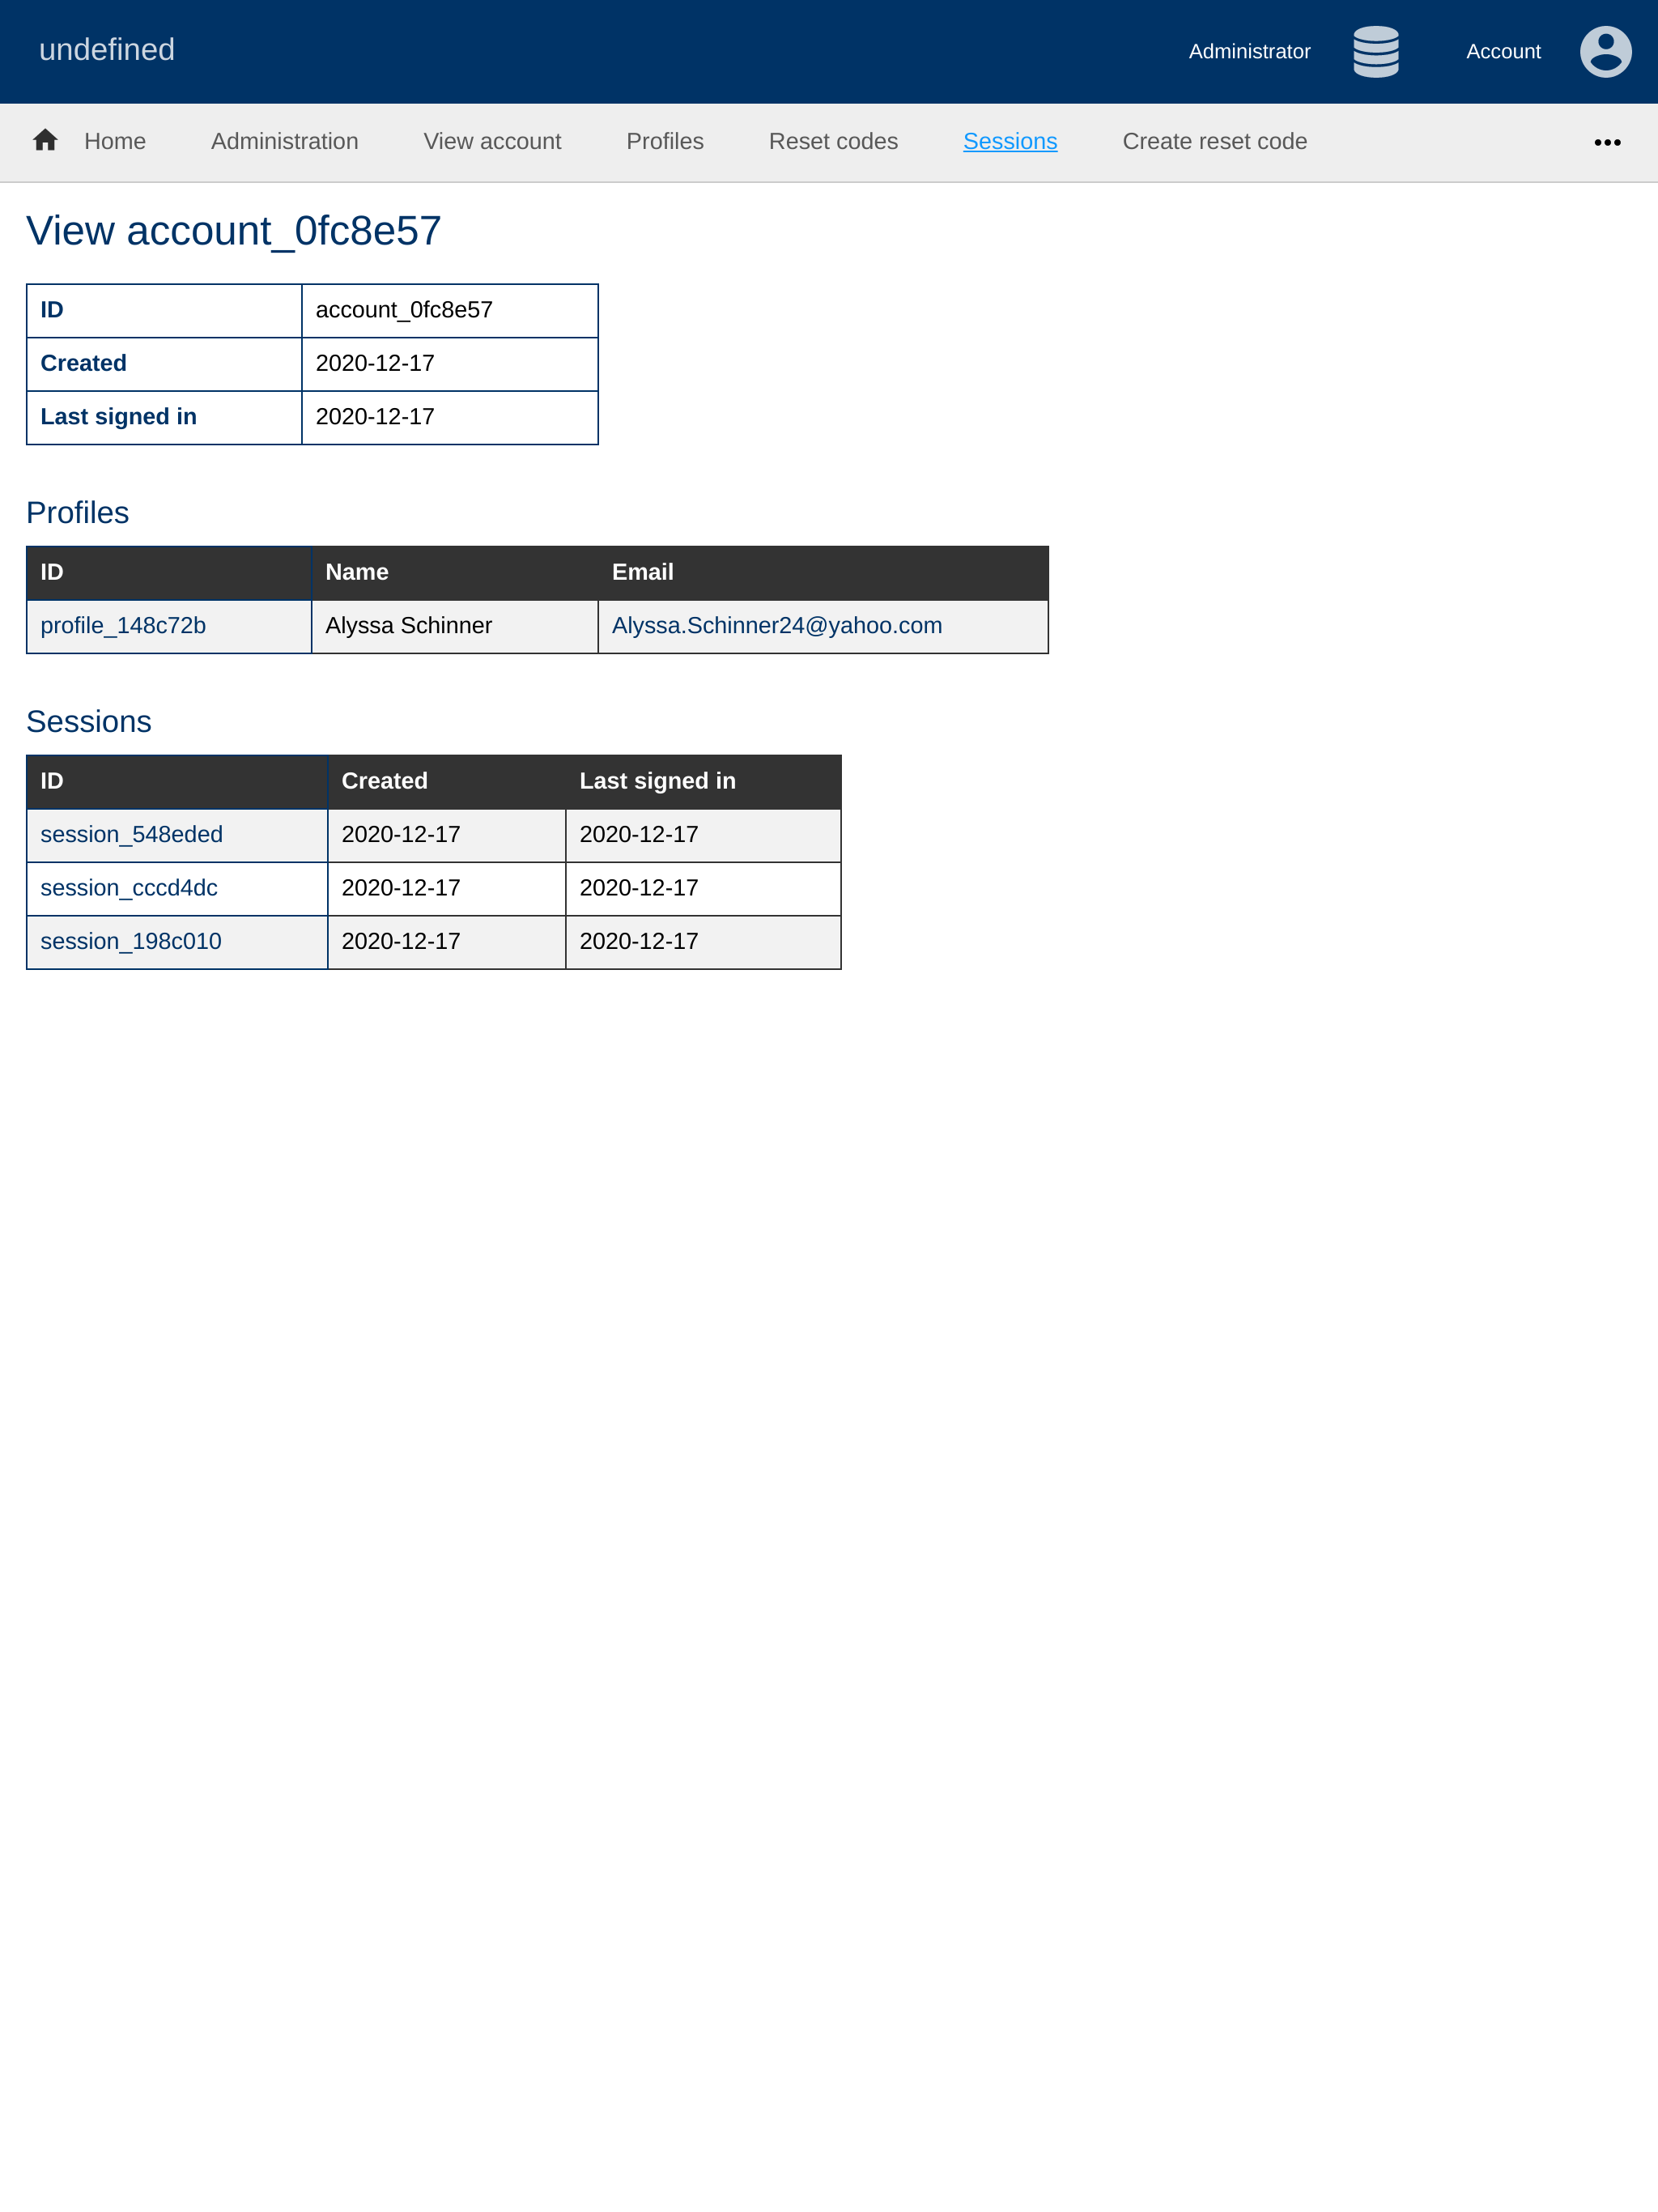 undefined
Administrator Account
Home Administration View account Profiles Reset codes Sessions Create reset code
View account_0fc8e57
ID account_0fc8e57
Created 2020-12-17
Last signed in 2020-12-17
Profiles
ID Name Email
profile_148c72b Alyssa Schinner Alyssa.Schinner24@yahoo.com
Sessions
ID Created Last signed in
session_548eded 2020-12-17 2020-12-17
session_cccd4dc 2020-12-17 2020-12-17
session_198c010 2020-12-17 2020-12-17